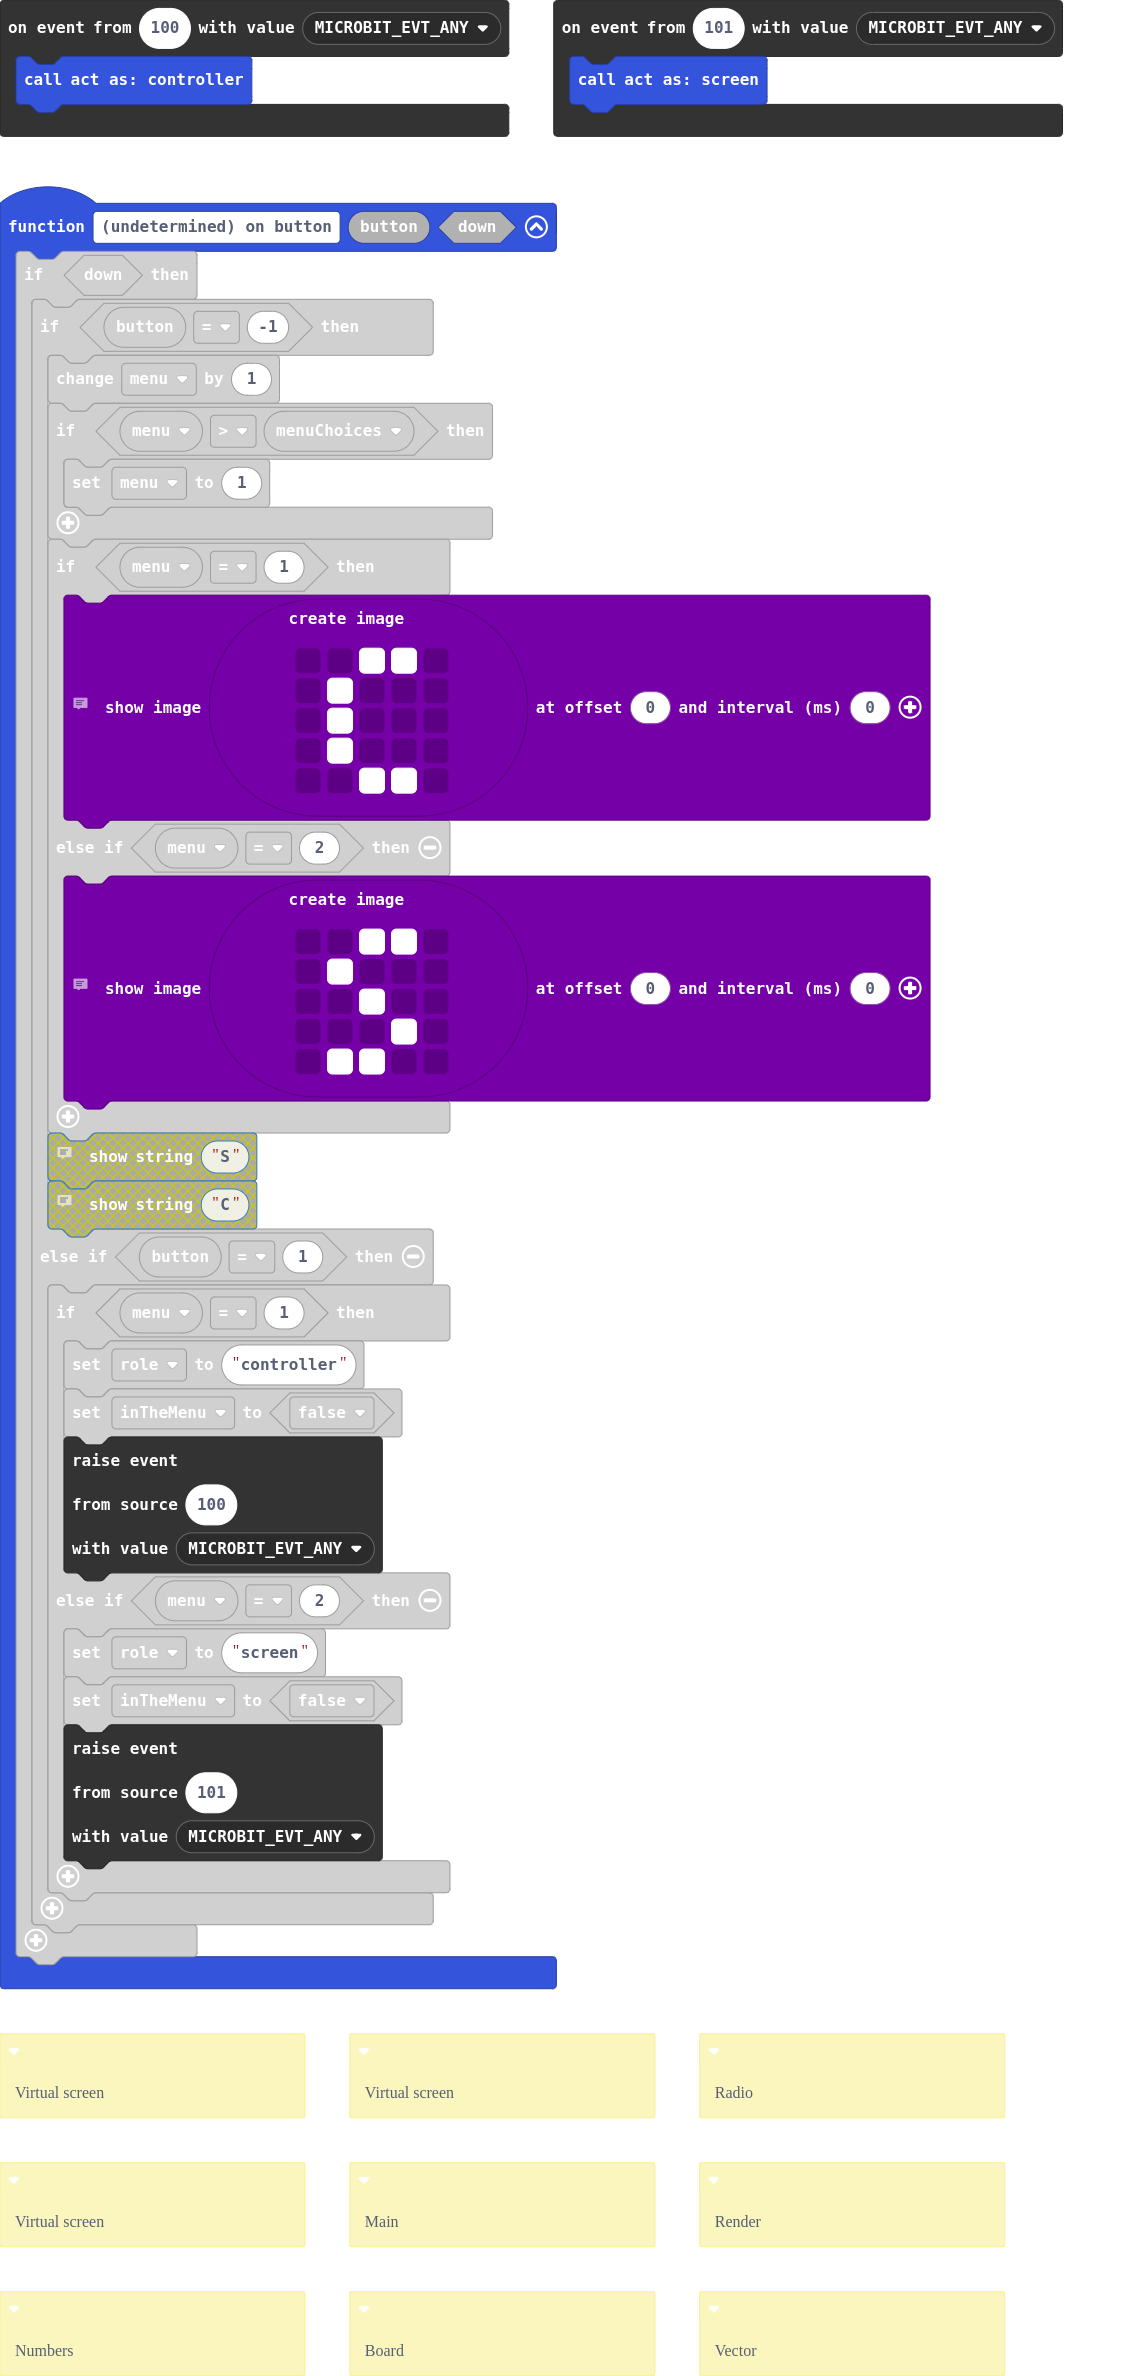 on event from 100 with value MICROBIT_EVT_ANY
call act as: controller
on event from 101 with value MICROBIT_EVT_ANY
call act as: screen
function (undetermined) on button button down
if down then
if button = -1 then
change menu by 1
if menu > menuChoices then
set menu to 1
if menu = 1 then
create image
show image at offset 0 and interval (ms) 0
else if menu = 2 then
create image
show image at offset 0 and interval (ms) 0
show string "S"
show string "C"
else if button = 1 then
if menu = 1 then
set role to "controller"
set inTheMenu to false
raise event
from source 100
with value MICROBIT_EVT_ANY
else if menu = 2 then
set role to "screen"
set inTheMenu to false
raise event
from source 101
with value MICROBIT_EVT_ANY
Virtual screen
Virtual screen
Radio
Virtual screen
Main
Render
Numbers
Board
Vector